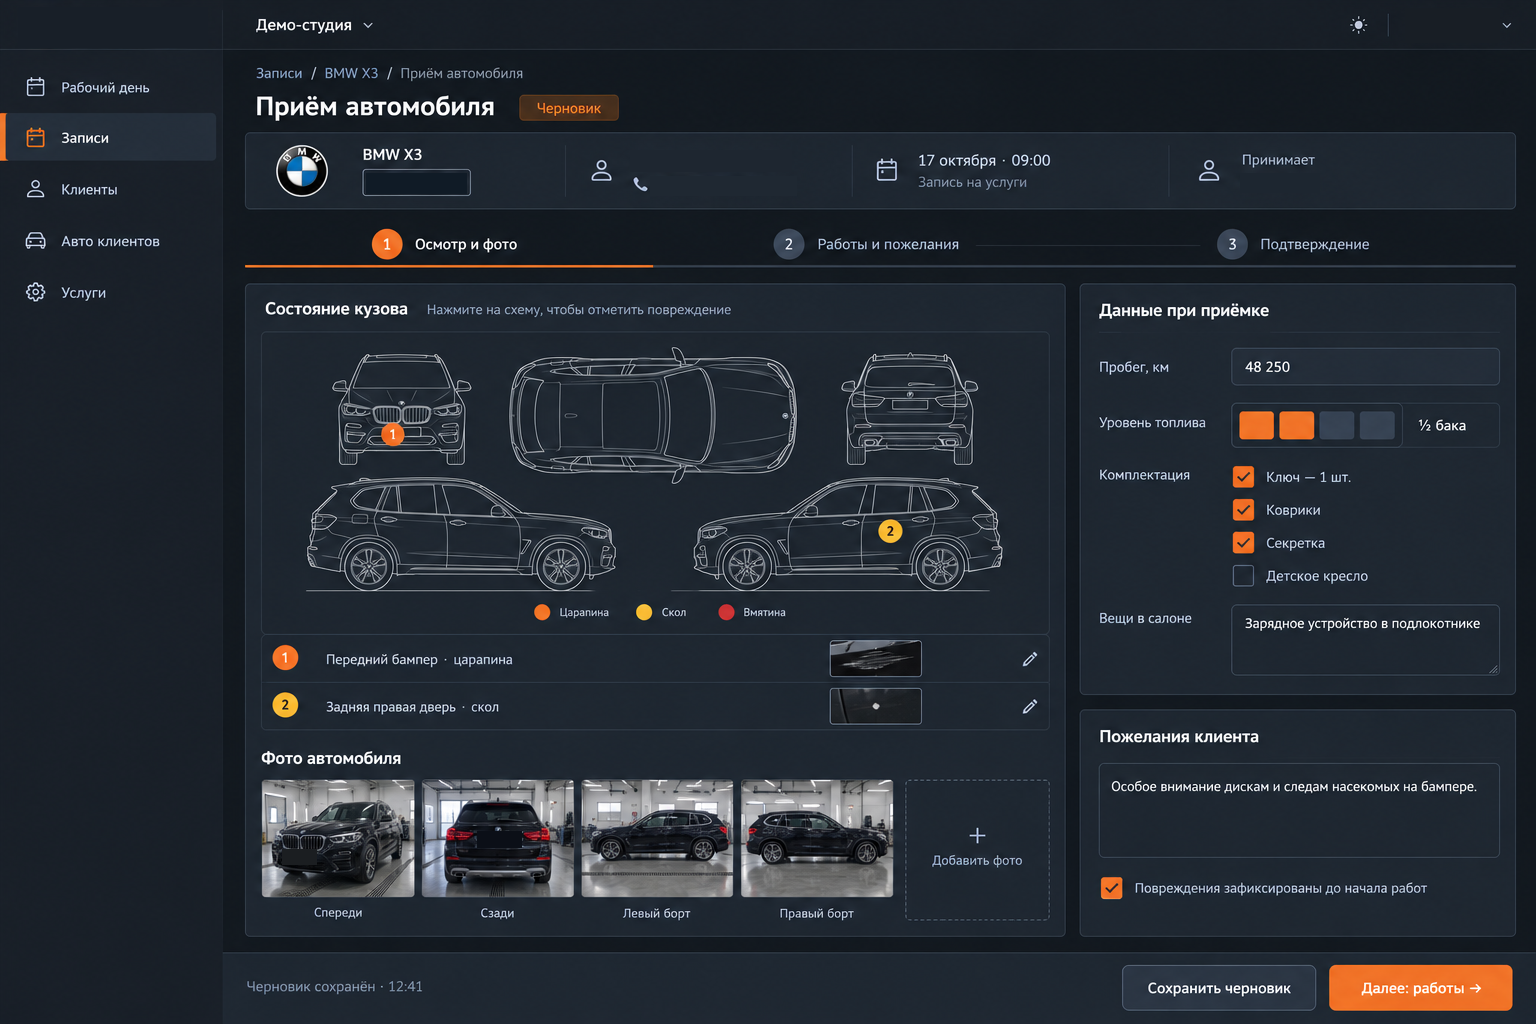 Демо-студия
Рабочий день
Записи
Клиенты
Авто клиентов
Услуги
Записи / BMW X3 / Приём автомобиля
Приём автомобиля
Черновик
BMW
BMW X3
17 октября · 09:00
Запись на услуги
Принимает
1 Осмотр и фото
2 Работы и пожелания
3 Подтверждение
Состояние кузова
Нажмите на схему, чтобы отметить повреждение
1
2
Царапина
Скол
Вмятина
1 Передний бампер · царапина
2 Задняя правая дверь · скол
Фото автомобиля
Спереди
Сзади
Левый борт
Правый борт
+
Добавить фото
Данные при приёмке
Пробег, км
48 250
Уровень топлива
½ бака
Комплектация
Ключ — 1 шт.
Коврики
Секретка
Детское кресло
Вещи в салоне
Зарядное устройство в подлокотнике
Пожелания клиента
Особое внимание дискам и следам насекомых на бампере.
Повреждения зафиксированы до начала работ
Черновик сохранён · 12:41
Сохранить черновик
Далее: работы →